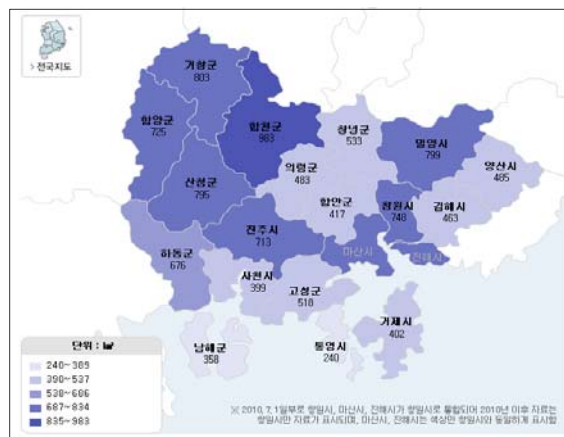 > 전국지도
거창군
803
함양군
725
합천군
983
창녕군
533
밀양시
799
양산시
485
산청군
795
의령군
483
함안군
417
창원시
748
김해시
463
진주시
713
마산시
진해시
하동군
676
사천시
399
고성군
518
거제시
402
남해군
358
통영시
240
단위 :
240~389
390~537
538~686
687~834
835~983
※ 2010. 7. 1일부로 창원시, 마산시, 진해시가 창원시로 통합되어 2010년 이후 자료는
창원시만 자료가 표시되며, 마산시, 진해시는 색상만 창원시와 동일하게 표시함